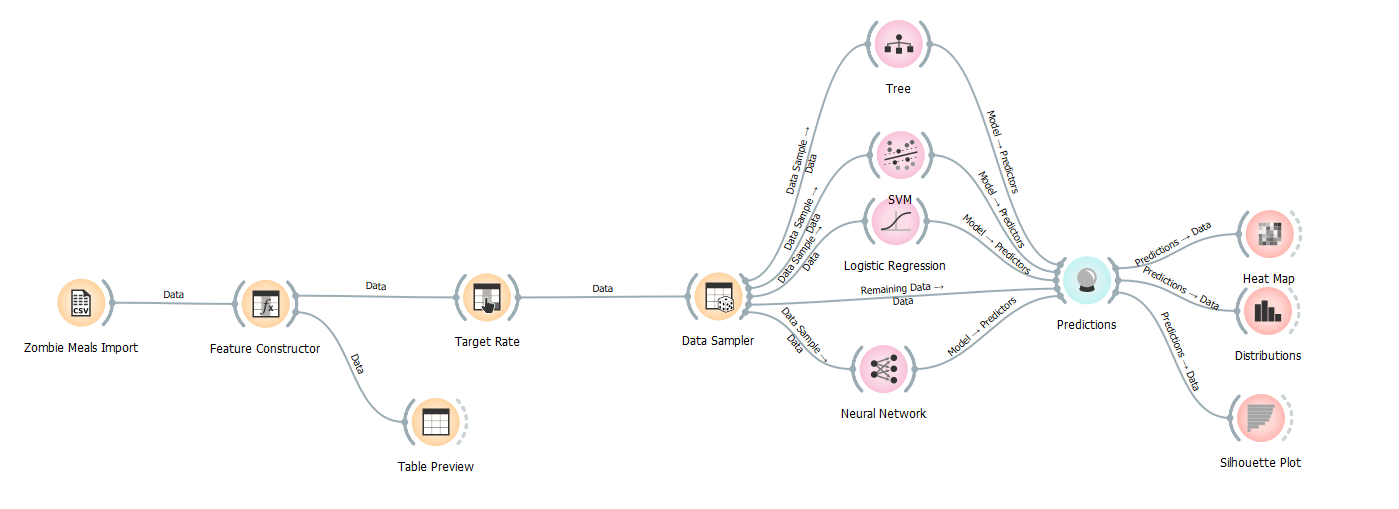 Tree
Model → Predictors
Data Sample →
Data
SVM
Model → Predictors
Data Sample →
Data
Logistic Regression
Model → Predictors
Data Sample →
Data
Predictions → Data
Heat Map
CSV
Zombie Meals Import
Data
fx
Feature Constructor
Data
Target Rate
Data
Data Sampler
Remaining Data →
Data
Predictions
Predictions → Data
Distributions
Data
Table Preview
Data Sample →
Data
Neural Network
Model → Predictors
Predictions → Data
Silhouette Plot